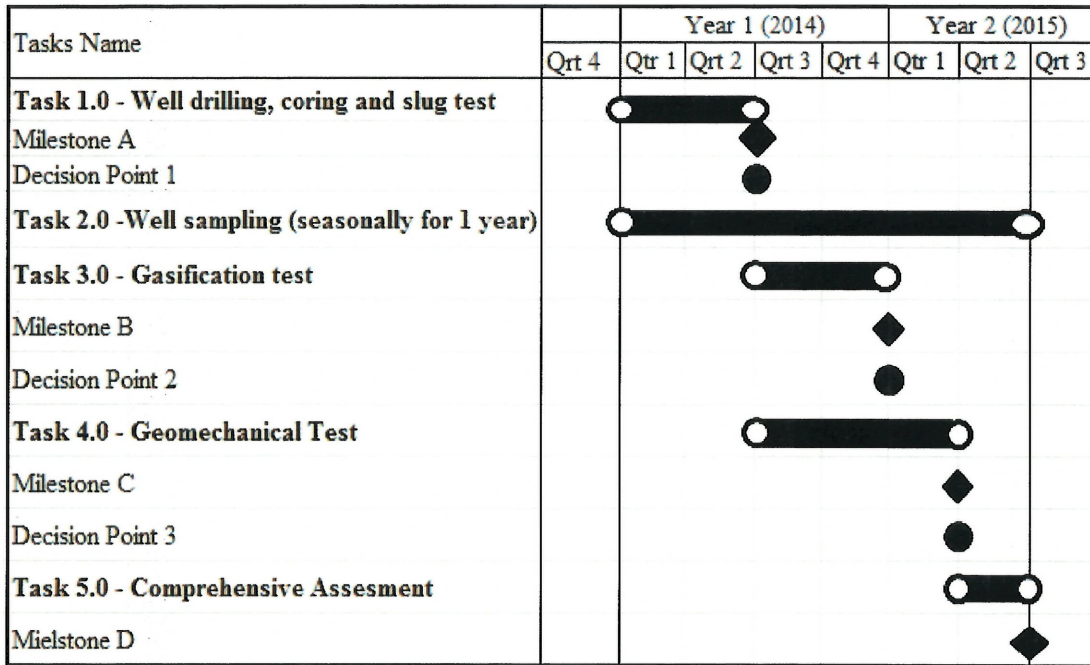 Tasks Name
Year 1 (2014)
Year 2 (2015)
Qrt 4
Qtr 1
Qrt 2
Qrt 3
Qrt 4
Qtr 1
Qrt 2
Qrt 3
Task 1.0 - Well drilling, coring and slug test
Milestone A
Decision Point 1
Task 2.0 -Well sampling (seasonally for 1 year)
Task 3.0 - Gasification test
Milestone B
Decision Point 2
Task 4.0 - Geomechanical Test
Milestone C
Decision Point 3
Task 5.0 - Comprehensive Assesment
Mielstone D